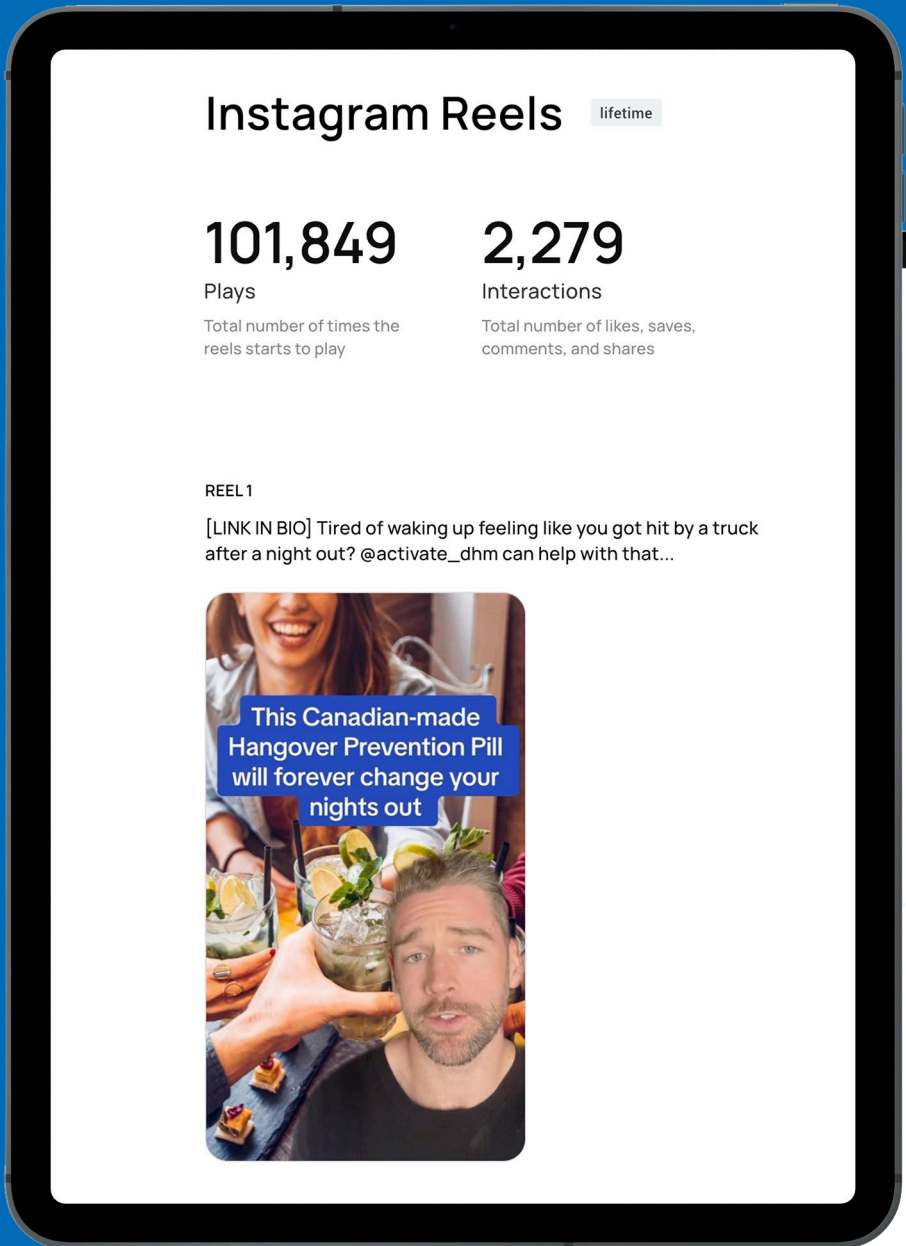 Instagram Reels lifetime
101,849 2,279
Plays Interactions
Total number of times the Total number of likes, saves,
reels starts to play comments, and shares
REEL 1
[LINK IN BIO] Tired of waking up feeling like you got hit by a truck
after a night out? @activate_dhm can help with that...
This Canadian-made
Hangover Prevention Pill
will forever change your
nights out